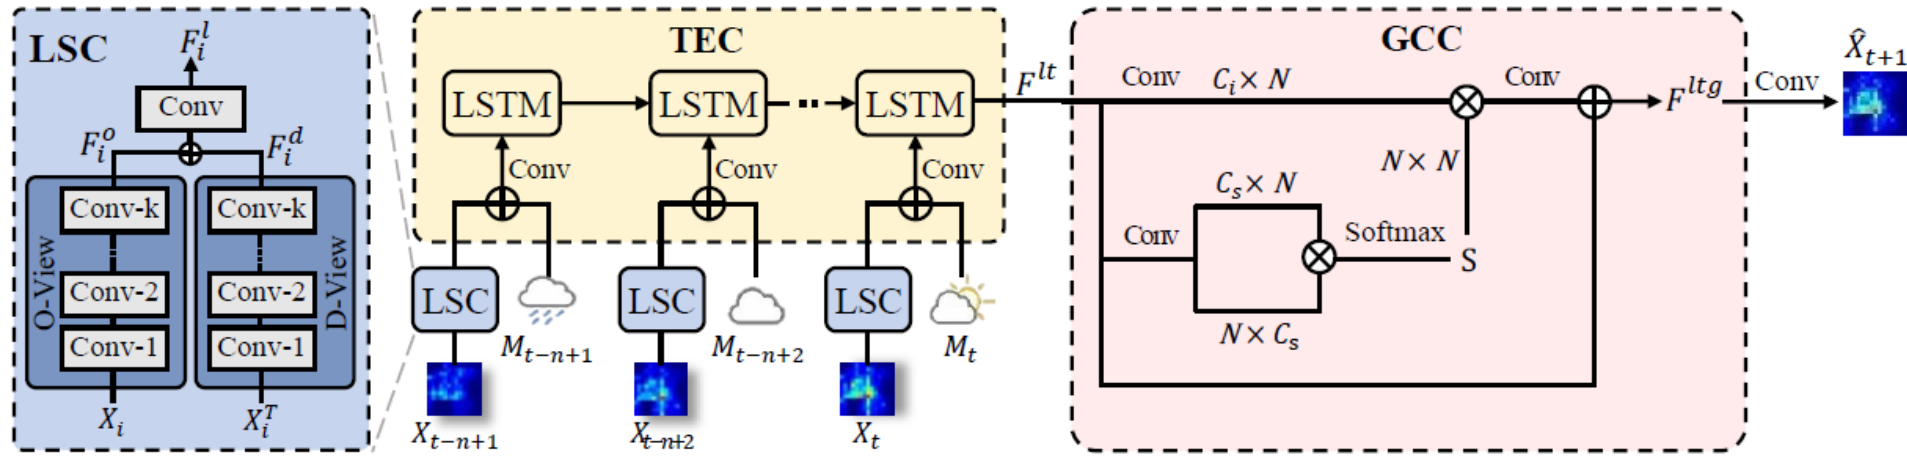 LSC
F_i^l
Conv
F_i^o
F_i^d
O-View
Conv-k
Conv-2
Conv-1
X_i
Conv-k
Conv-2
Conv-1
D-View
X_i^T
TEC
LSTM
LSTM
LSTM
Conv
Conv
Conv
LSC
LSC
LSC
M_{t-n+1}
M_{t-n+2}
M_t
X_{t-n+1}
X_{t-n+2}
X_t
F^{lt}
GCC
Conv
C_i × N
Conv
F^{ltg}
Conv
X̂_{t+1}
N × N
C_s × N
Conv
Softmax
S
N × C_s